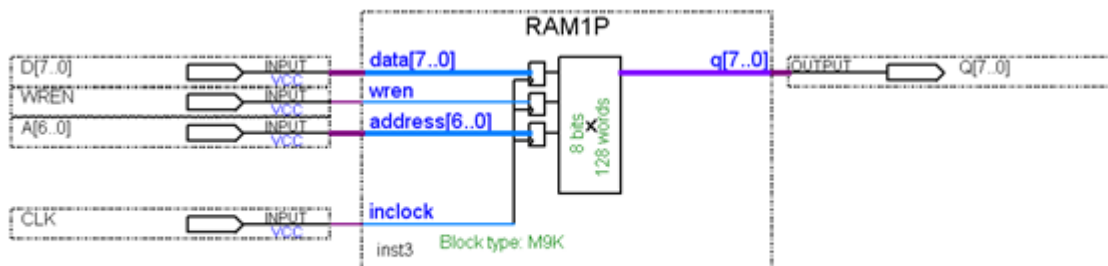 RAM1P
D[7..0]
INPUT
VCC
data[7..0]
q[7..0]
OUTPUT
Q[7..0]
WREN
INPUT
VCC
wren
A[6..0]
INPUT
VCC
address[6..0]
8 bits
x
128 words
CLK
INPUT
VCC
inclock
inst3
Block type: M9K